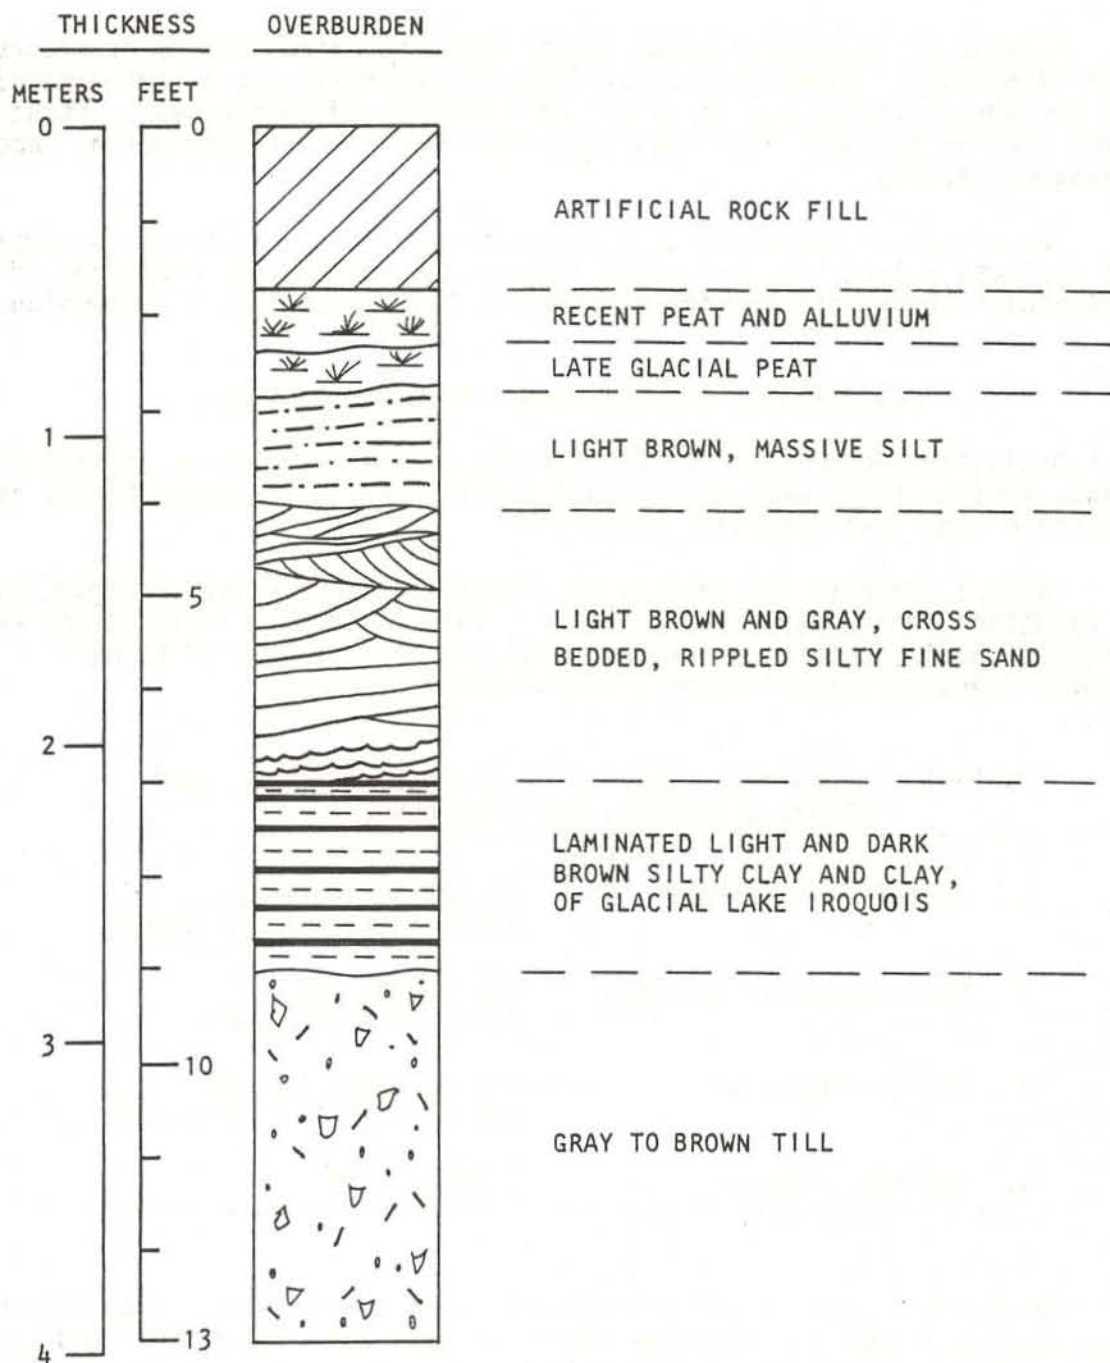 THICKNESS OVERBURDEN
METERS FEET
0 0
ARTIFICIAL ROCK FILL
RECENT PEAT AND ALLUVIUM
LATE GLACIAL PEAT
1
LIGHT BROWN, MASSIVE SILT
5
LIGHT BROWN AND GRAY, CROSS
BEDDED, RIPPLED SILTY FINE SAND
2
LAMINATED LIGHT AND DARK
BROWN SILTY CLAY AND CLAY,
OF GLACIAL LAKE IROQUOIS
3
10
GRAY TO BROWN TILL
13
4